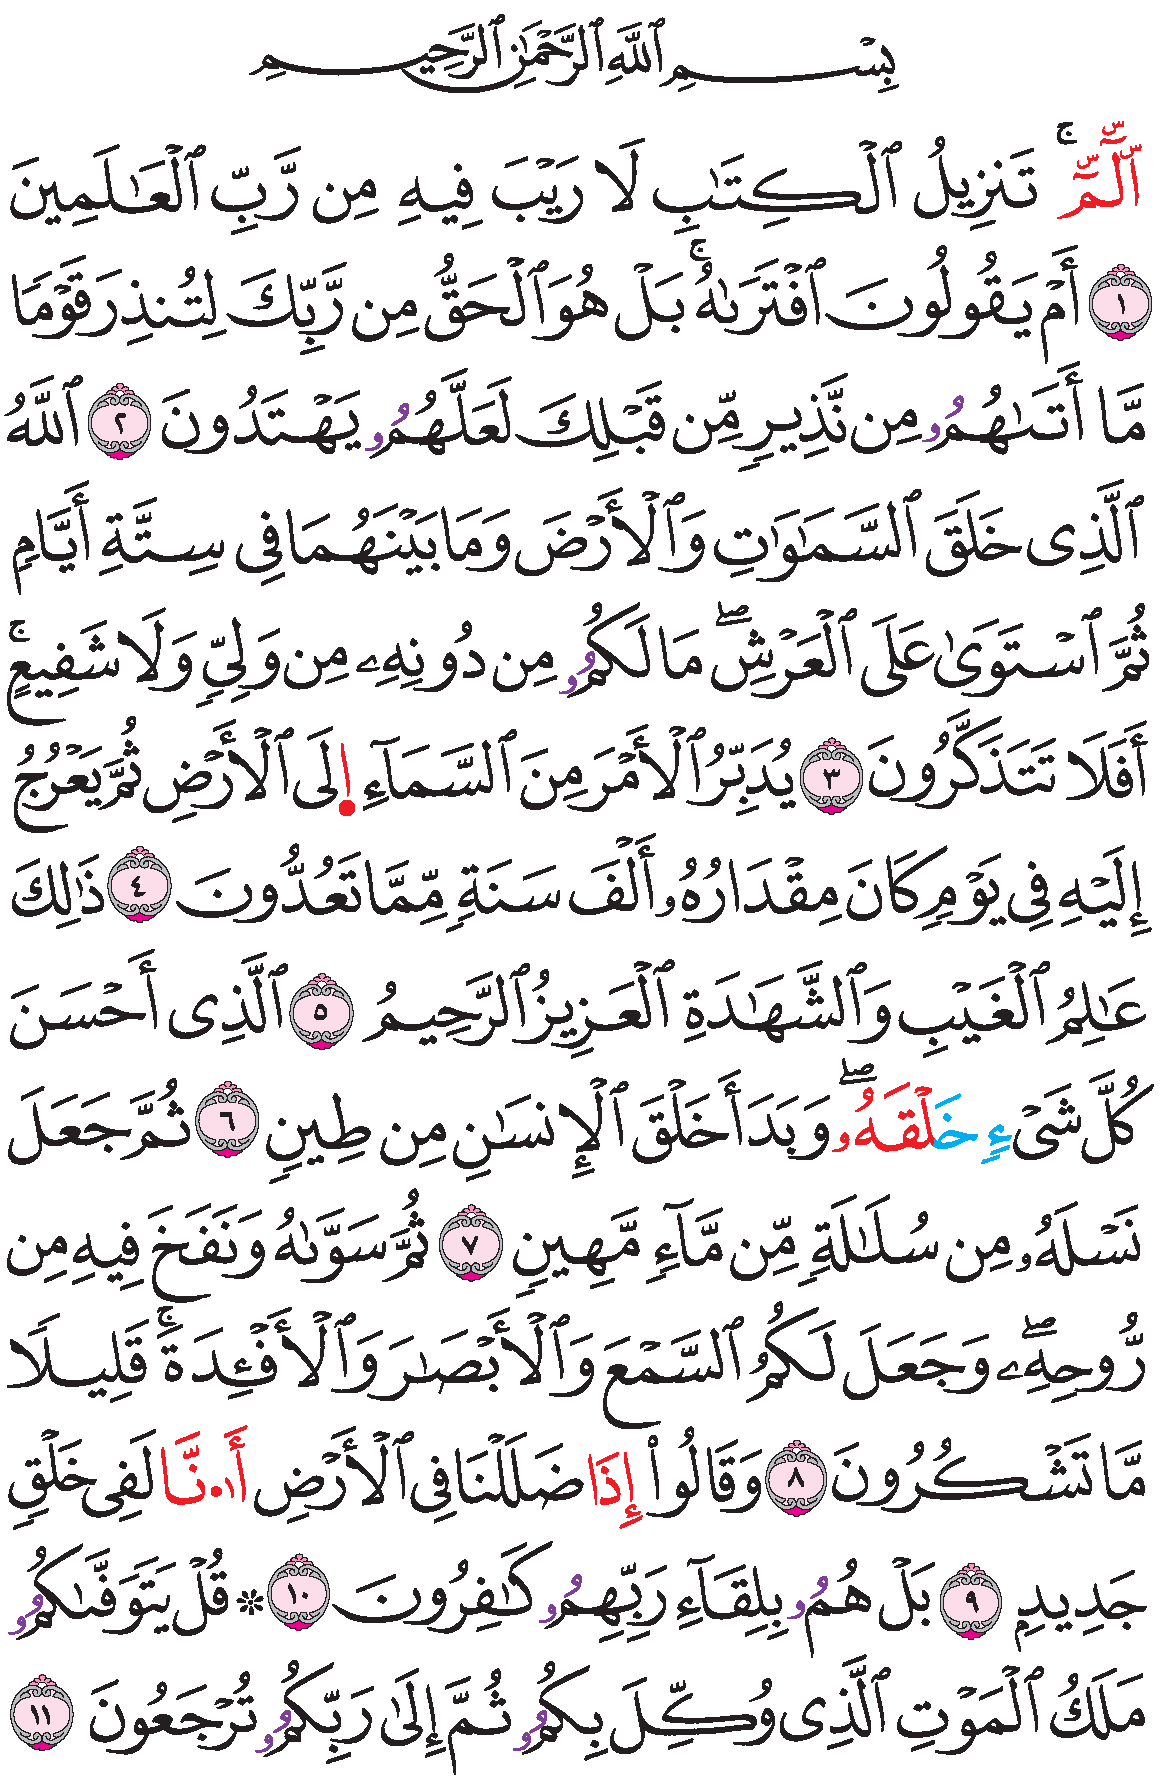 بِسْمِ ٱللَّهِ ٱلرَّحْمَٰنِ ٱلرَّحِيمِ
الٓمٓۚ تَنزِيلُ ٱلْكِتَٰبِ لَا رَيْبَ فِيهِ مِن رَّبِّ ٱلْعَٰلَمِينَ
١ أَمْ يَقُولُونَ ٱفْتَرَىٰهُۚ بَلْ هُوَ ٱلْحَقُّ مِن رَّبِّكَ لِتُنذِرَ قَوْمًا
مَّا أَتَىٰهُمُۥ مِن نَّذِيرٍ مِّن قَبْلِكَ لَعَلَّهُمُۥ يَهْتَدُونَ ٢ ٱللَّهُ
ٱلَّذِى خَلَقَ ٱلسَّمَٰوَٰتِ وَٱلْأَرْضَ وَمَا بَيْنَهُمَا فِى سِتَّةِ أَيَّامٍ
ثُمَّ ٱسْتَوَىٰ عَلَى ٱلْعَرْشِۖ مَا لَكُمُۥ مِن دُونِهِۦ مِن وَلِىٍّ وَلَا شَفِيعٍۚ
أَفَلَا تَتَذَكَّرُونَ ٣ يُدَبِّرُ ٱلْأَمْرَ مِنَ ٱلسَّمَآءِ اِ۪لَى ٱلْأَرْضِ ثُمَّ يَعْرُجُ
إِلَيْهِ فِى يَوْمٍ كَانَ مِقْدَارُهُۥ أَلْفَ سَنَةٍ مِّمَّا تَعُدُّونَ ٤ ذَٰلِكَ
عَٰلِمُ ٱلْغَيْبِ وَٱلشَّهَٰدَةِ ٱلْعَزِيزُ ٱلرَّحِيمُ ٥ ٱلَّذِى أَحْسَنَ
كُلَّ شَىْءٍ خَلْقَهُۥۖ وَبَدَأَ خَلْقَ ٱلْإِنسَٰنِ مِن طِينٍ ٦ ثُمَّ جَعَلَ
نَسْلَهُۥ مِن سُلَٰلَةٍ مِّن مَّآءٍ مَّهِينٍ ٧ ثُمَّ سَوَّىٰهُ وَنَفَخَ فِيهِ مِن
رُّوحِهِۦۖ وَجَعَلَ لَكُمُ ٱلسَّمْعَ وَٱلْأَبْصَٰرَ وَٱلْأَفْـِٔدَةَۚ قَلِيلًا
مَّا تَشْكُرُونَ ٨ وَقَالُوا۟ إِذَا ضَلَلْنَا فِى ٱلْأَرْضِ أَا۬نَّا لَفِى خَلْقٍ
جَدِيدٍ ٩ بَلْ هُمُۥ بِلِقَآءِ رَبِّهِمُۥ كَٰفِرُونَ ١٠ ۞ قُلْ يَتَوَفَّىٰكُمُۥ
مَلَكُ ٱلْمَوْتِ ٱلَّذِى وُكِّلَ بِكُمُۥ ثُمَّ إِلَىٰ رَبِّكُمُۥ تُرْجَعُونَ ١١